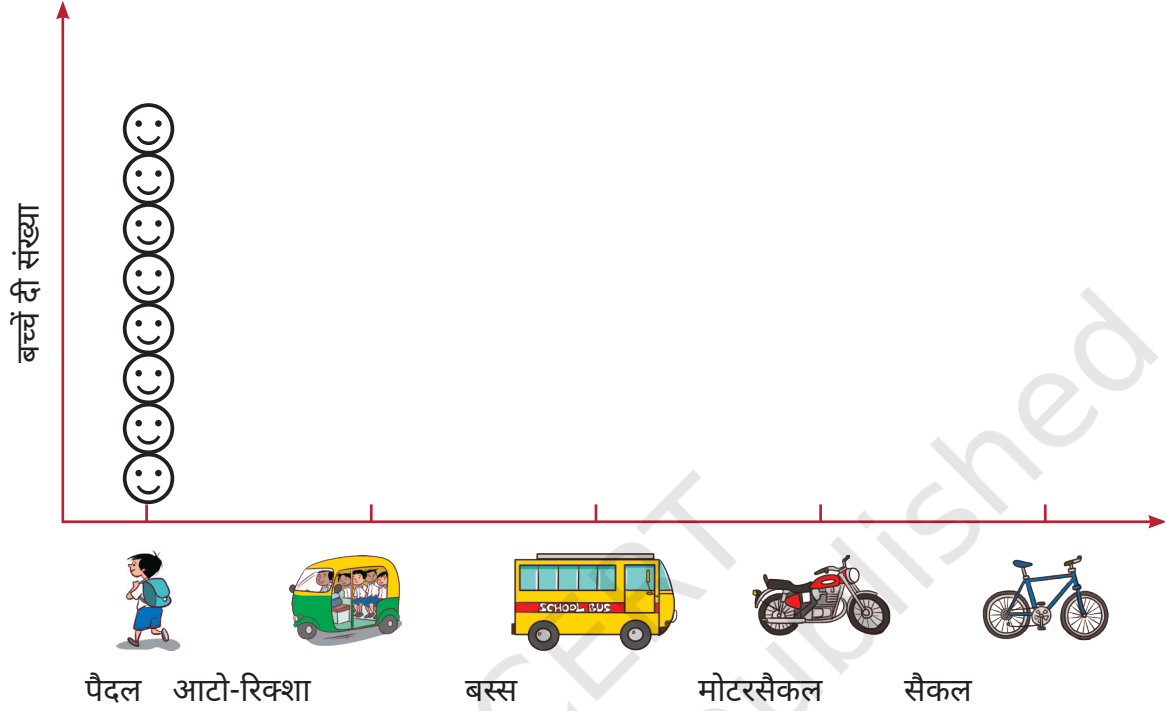 बच्चें दी संख्या
SCHOOL BUS
पैदल आटो-रिक्शा बस्स मोटरसैकल सैकल